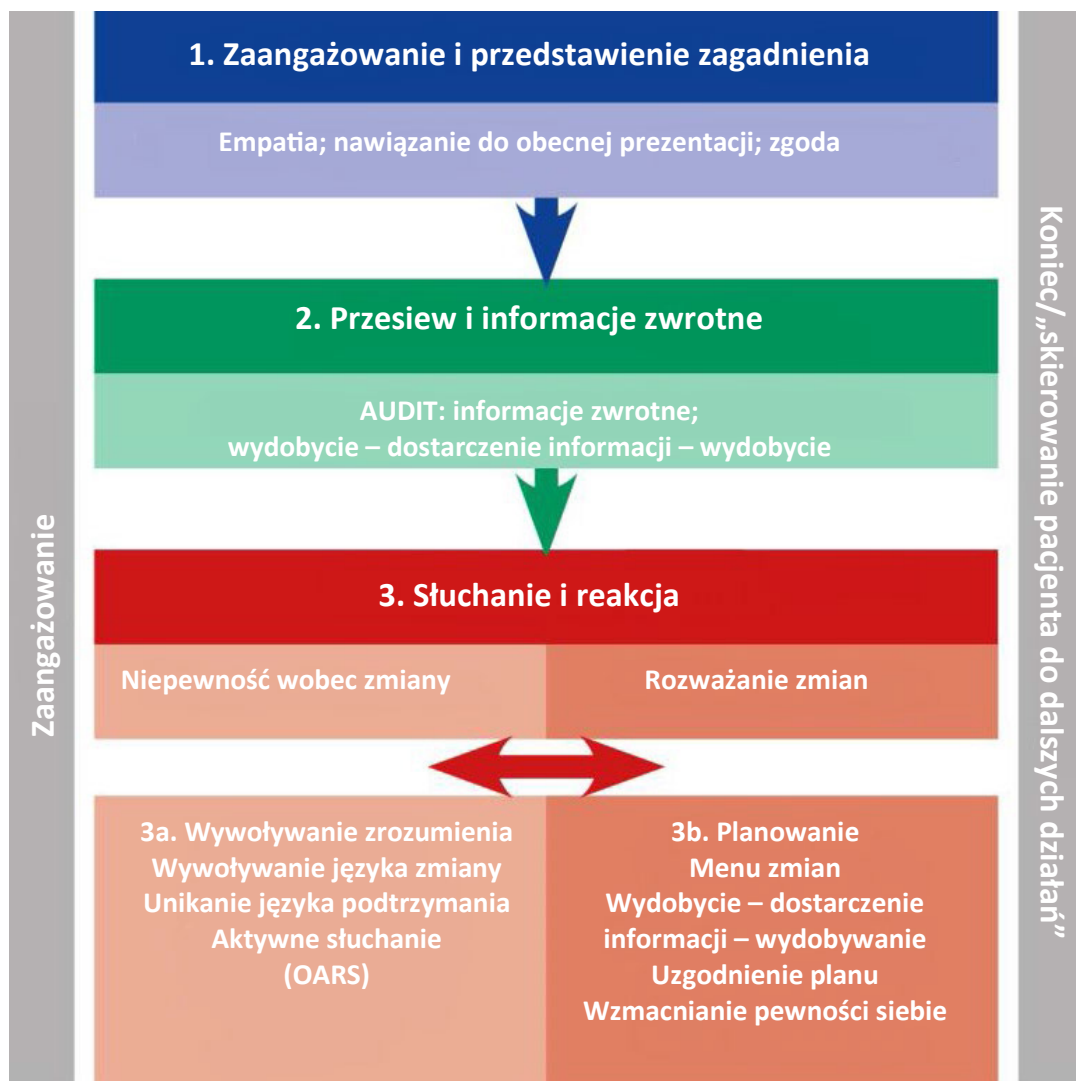 1. Zaangażowanie i przedstawienie zagadnienia
Empatia; nawiązanie do obecnej prezentacji; zgoda
2. Przesiew i informacje zwrotne
AUDIT: informacje zwrotne;
wydobycie – dostarczenie informacji – wydobycie
3. Słuchanie i reakcja
Niepewność wobec zmiany
Rozważanie zmian
3a. Wywoływanie zrozumienia
Wywoływanie języka zmiany
Unikanie języka podtrzymania
Aktywne słuchanie
(OARS)
3b. Planowanie
Menu zmian
Wydobycie – dostarczenie
informacji – wydobywanie
Uzgodnienie planu
Wzmacnianie pewności siebie
Zaangażowanie
Koniec/„skierowanie pacjenta do dalszych działań”